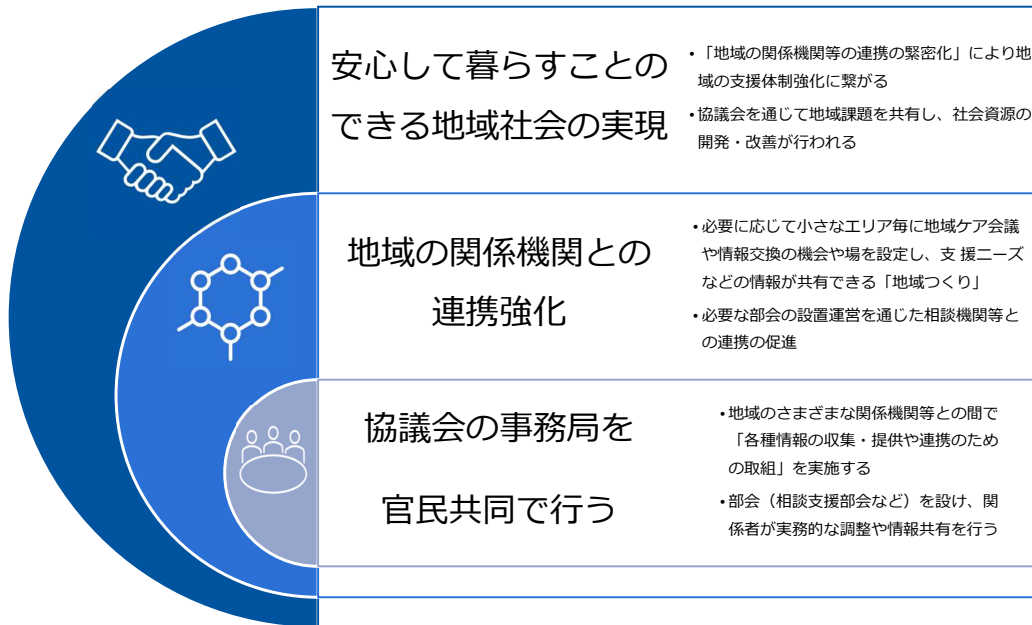 安心して暮らすことの
できる地域社会の実現
•「地域の関係機関等の連携の緊密化」により地
域の支援体制強化に繋がる
•協議会を通じて地域課題を共有し、社会資源の
開発・改善が行われる
地域の関係機関との
連携強化
•必要に応じて小さなエリア毎に地域ケア会議
や情報交換の機会や場を設定し、支 援ニーズ
などの情報が共有できる「地域つくり」
•必要な部会の設置運営を通じた相談機関等と
の連携の促進
協議会の事務局を
官民共同で行う
•地域のさまざまな関係機関等との間で
「各種情報の収集・提供や連携のため
の取組」を実施する
•部会（相談支援部会など）を設け、関
係者が実務的な調整や情報共有を行う